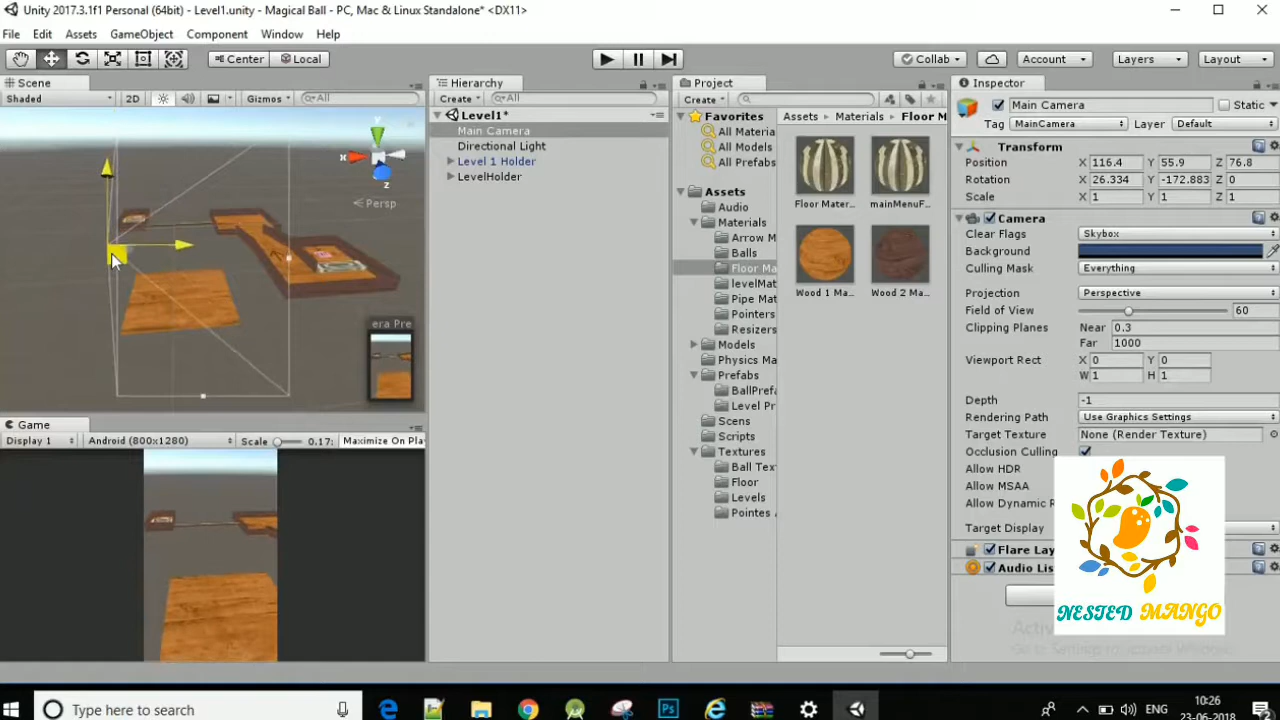 Unity 2017.3.1f1 Personal (64bit) - Level1.unity - Magical Ball - PC, Mac & Linux Standalone* <DX11>
File Edit Assets GameObject Component Window Help
Center Local Collab Account Layers Layout
Scene
Shaded 2D Gizmos All
y
x
z
Persp
era Pre
Game
Display 1 Android (800x1280) Scale 0.17: Maximize On Play
Hierarchy
Create All
Level1*
Main Camera
Directional Light
Level 1 Holder
LevelHolder
Project
Create
Favorites
All Materia
All Models
All Prefabs
Assets
Audio
Materials
Arrow M
Balls
Floor Ma
levelMat
Pipe Mat
Pointers
Resizers
Models
Physics Ma
Prefabs
BallPrefa
Level Pr
Scenes
Scripts
Textures
Ball Tex
Floor
Levels
Pointes
Assets Materials Floor M
Floor Mater... mainMenuF...
Wood 1 Ma... Wood 2 Ma...
Inspector
Main Camera Static
Tag MainCamera Layer Default
Transform
Position X 116.4 Y 55.9 Z 76.8
Rotation X 26.334 Y -172.883 Z 0
Scale X 1 Y 1 Z 1
Camera
Clear Flags Skybox
Background
Culling Mask Everything
Projection Perspective
Field of View 60
Clipping Planes Near 0.3
Far 1000
Viewport Rect X 0 Y 0
W 1 H 1
Depth -1
Rendering Path Use Graphics Settings
Target Texture None (Render Texture)
Occlusion Culling
Allow HDR
Allow MSAA
Allow Dynamic R
Target Display
Flare Lay
Audio Lis
NESTED MANGO
Type here to search
10:26
23-06-2018